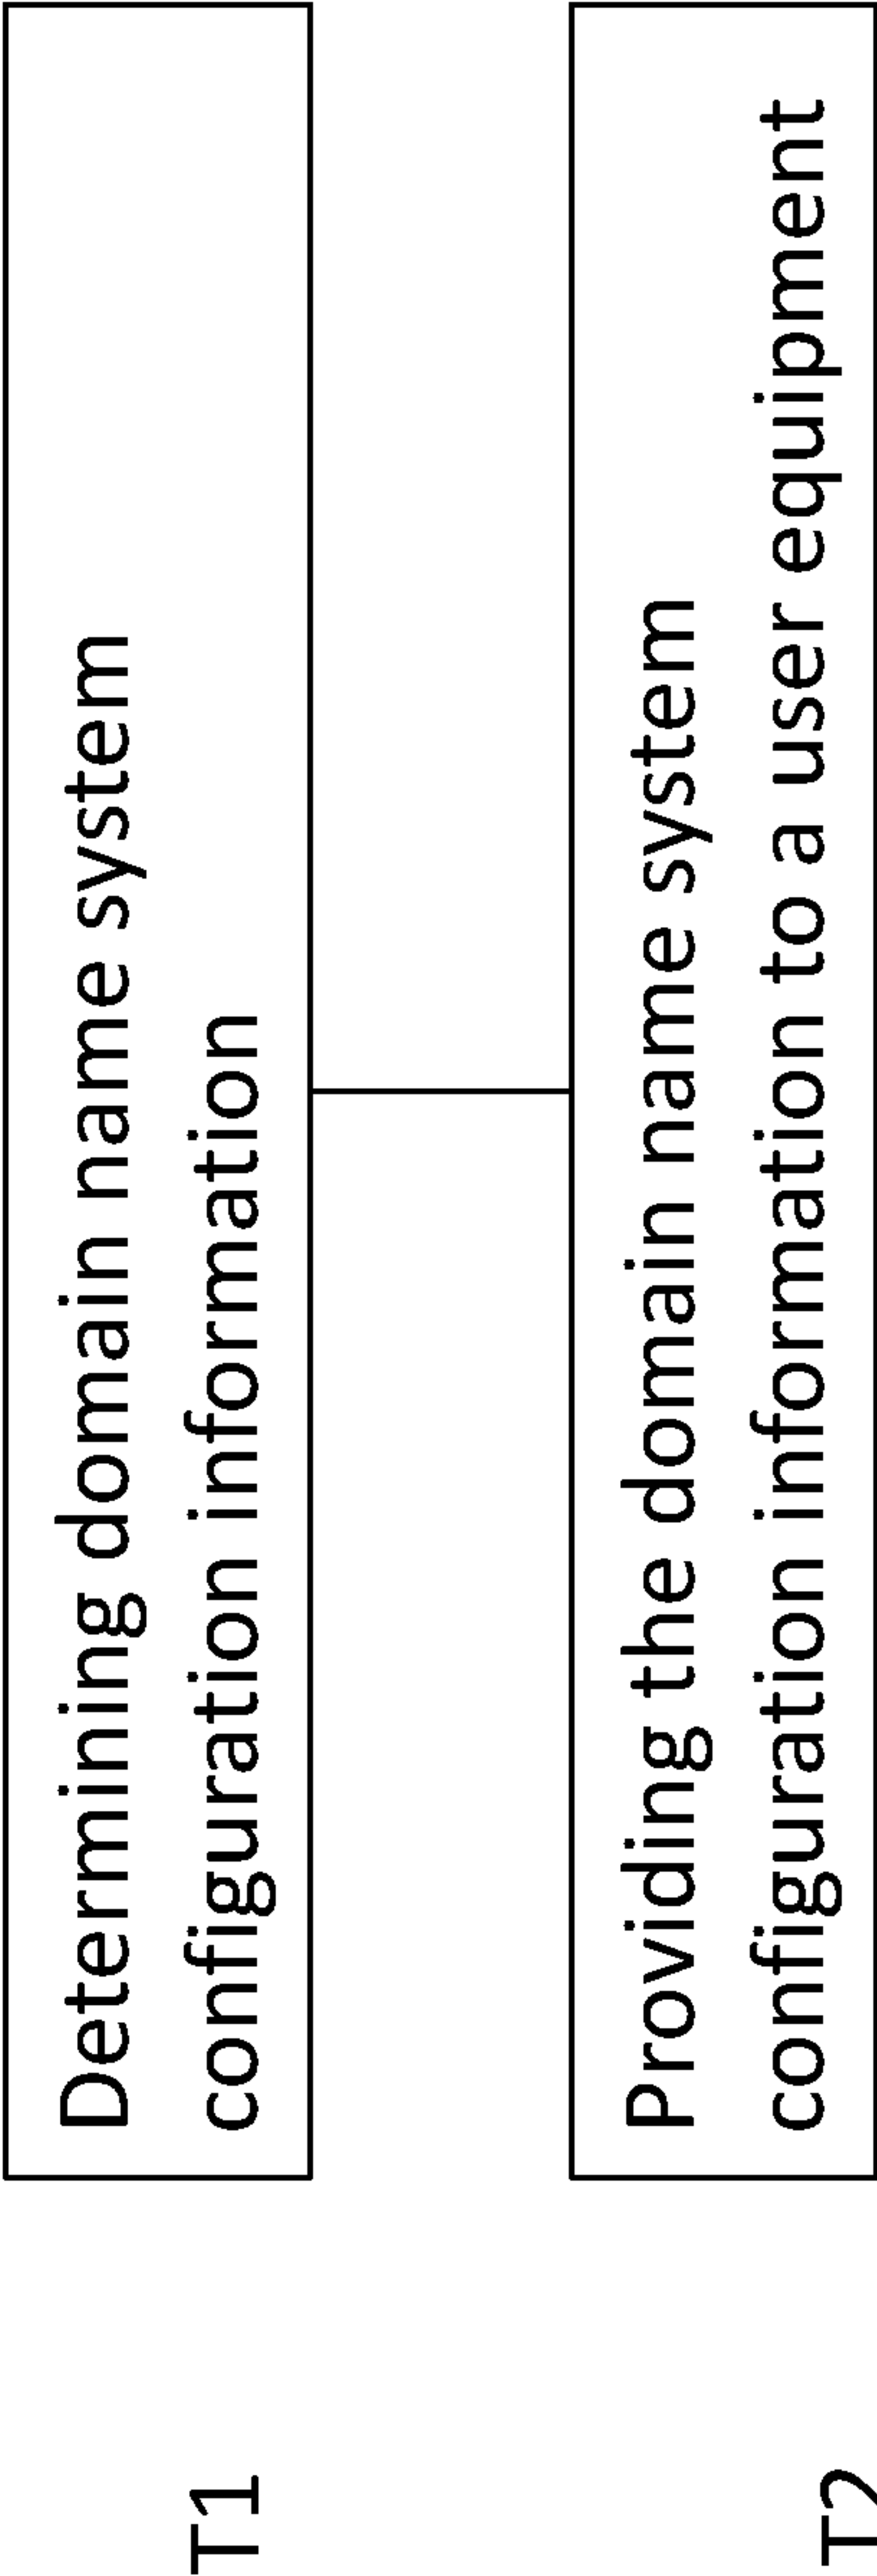 T1
Determining domain name system
configuration information
T2
Providing the domain name system
configuration information to a user equipment